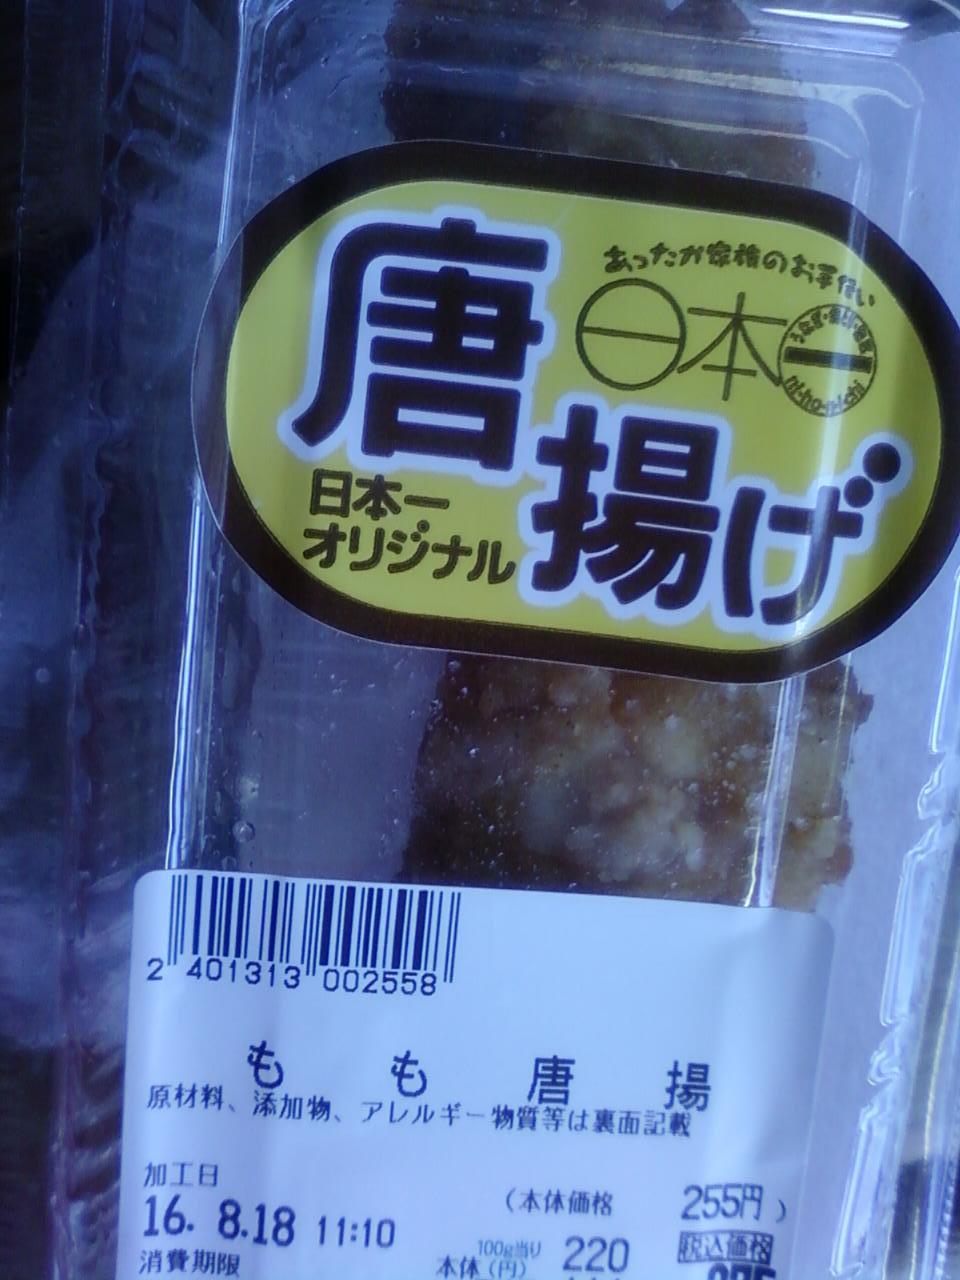 あったか家族のお手伝い
日本一
ni-ho-n-i-chi
唐揚げ
日本一
オリジナル
2 401313 002558
もも唐揚
原材料、添加物、アレルギー物質等は裏面記載
加工日
16. 8.18 11:10
(本体価格 255円)
100g当り
本体(円) 220
税込価格
消費期限